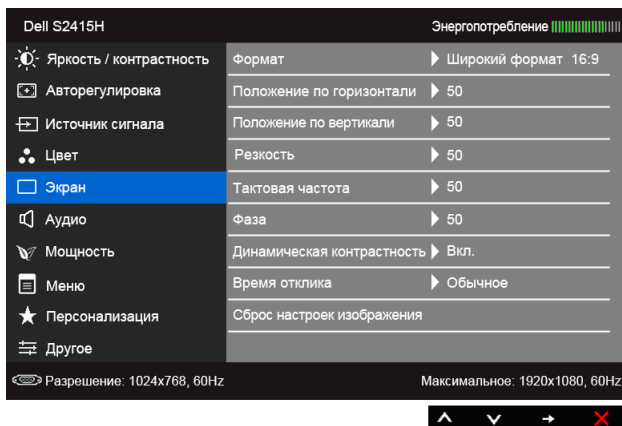 Dell S2415H Энергопотребление
Яркость / контрастность Формат Широкий формат 16:9
Авторегулировка Положение по горизонтали 50
Источник сигнала Положение по вертикали 50
Цвет Резкость 50
Экран Тактовая частота 50
Аудио Фаза 50
Мощность Динамическая контрастность Вкл.
Меню Время отклика Обычное
Персонализация Сброс настроек изображения
Другое
Разрешение: 1024x768, 60Hz Максимальное: 1920x1080, 60Hz